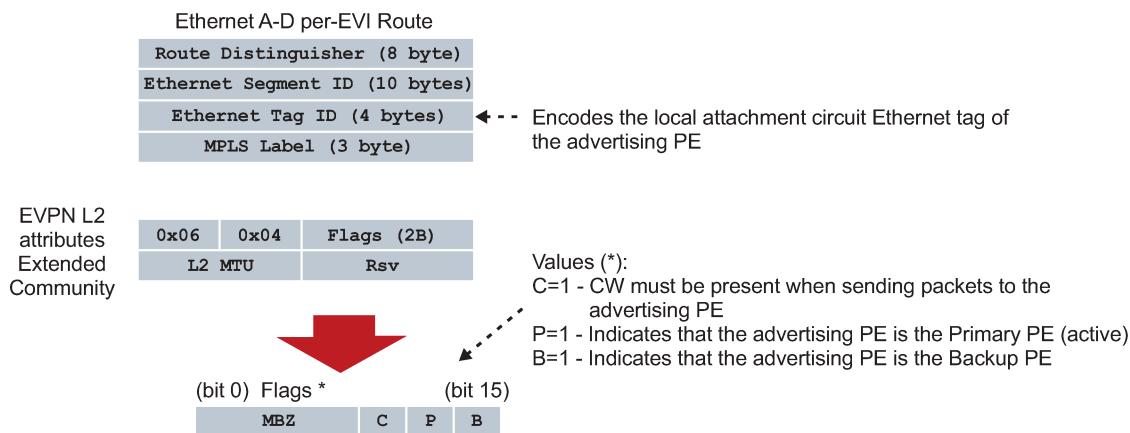 Ethernet A-D per-EVI Route
Route Distinguisher (8 byte)
Ethernet Segment ID (10 bytes)
Ethernet Tag ID (4 bytes)
MPLS Label (3 byte)
Encodes the local attachment circuit Ethernet tag of
the advertising PE
EVPN L2
attributes
Extended
Community
0x06 0x04 Flags (2B)
L2 MTU Rsv
Values (*):
C=1 - CW must be present when sending packets to the
advertising PE
P=1 - Indicates that the advertising PE is the Primary PE (active)
B=1 - Indicates that the advertising PE is the Backup PE
(bit 0) Flags * (bit 15)
MBZ C P B